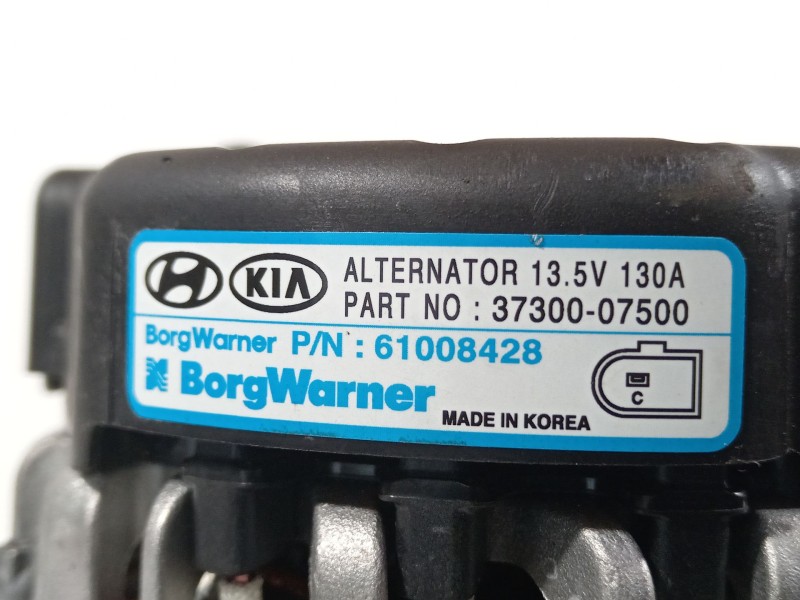 KIA ALTERNATOR 13.5V 130A
PART NO : 37300-07500
BorgWarner P/N : 61008428
BorgWarner
MADE IN KOREA
C